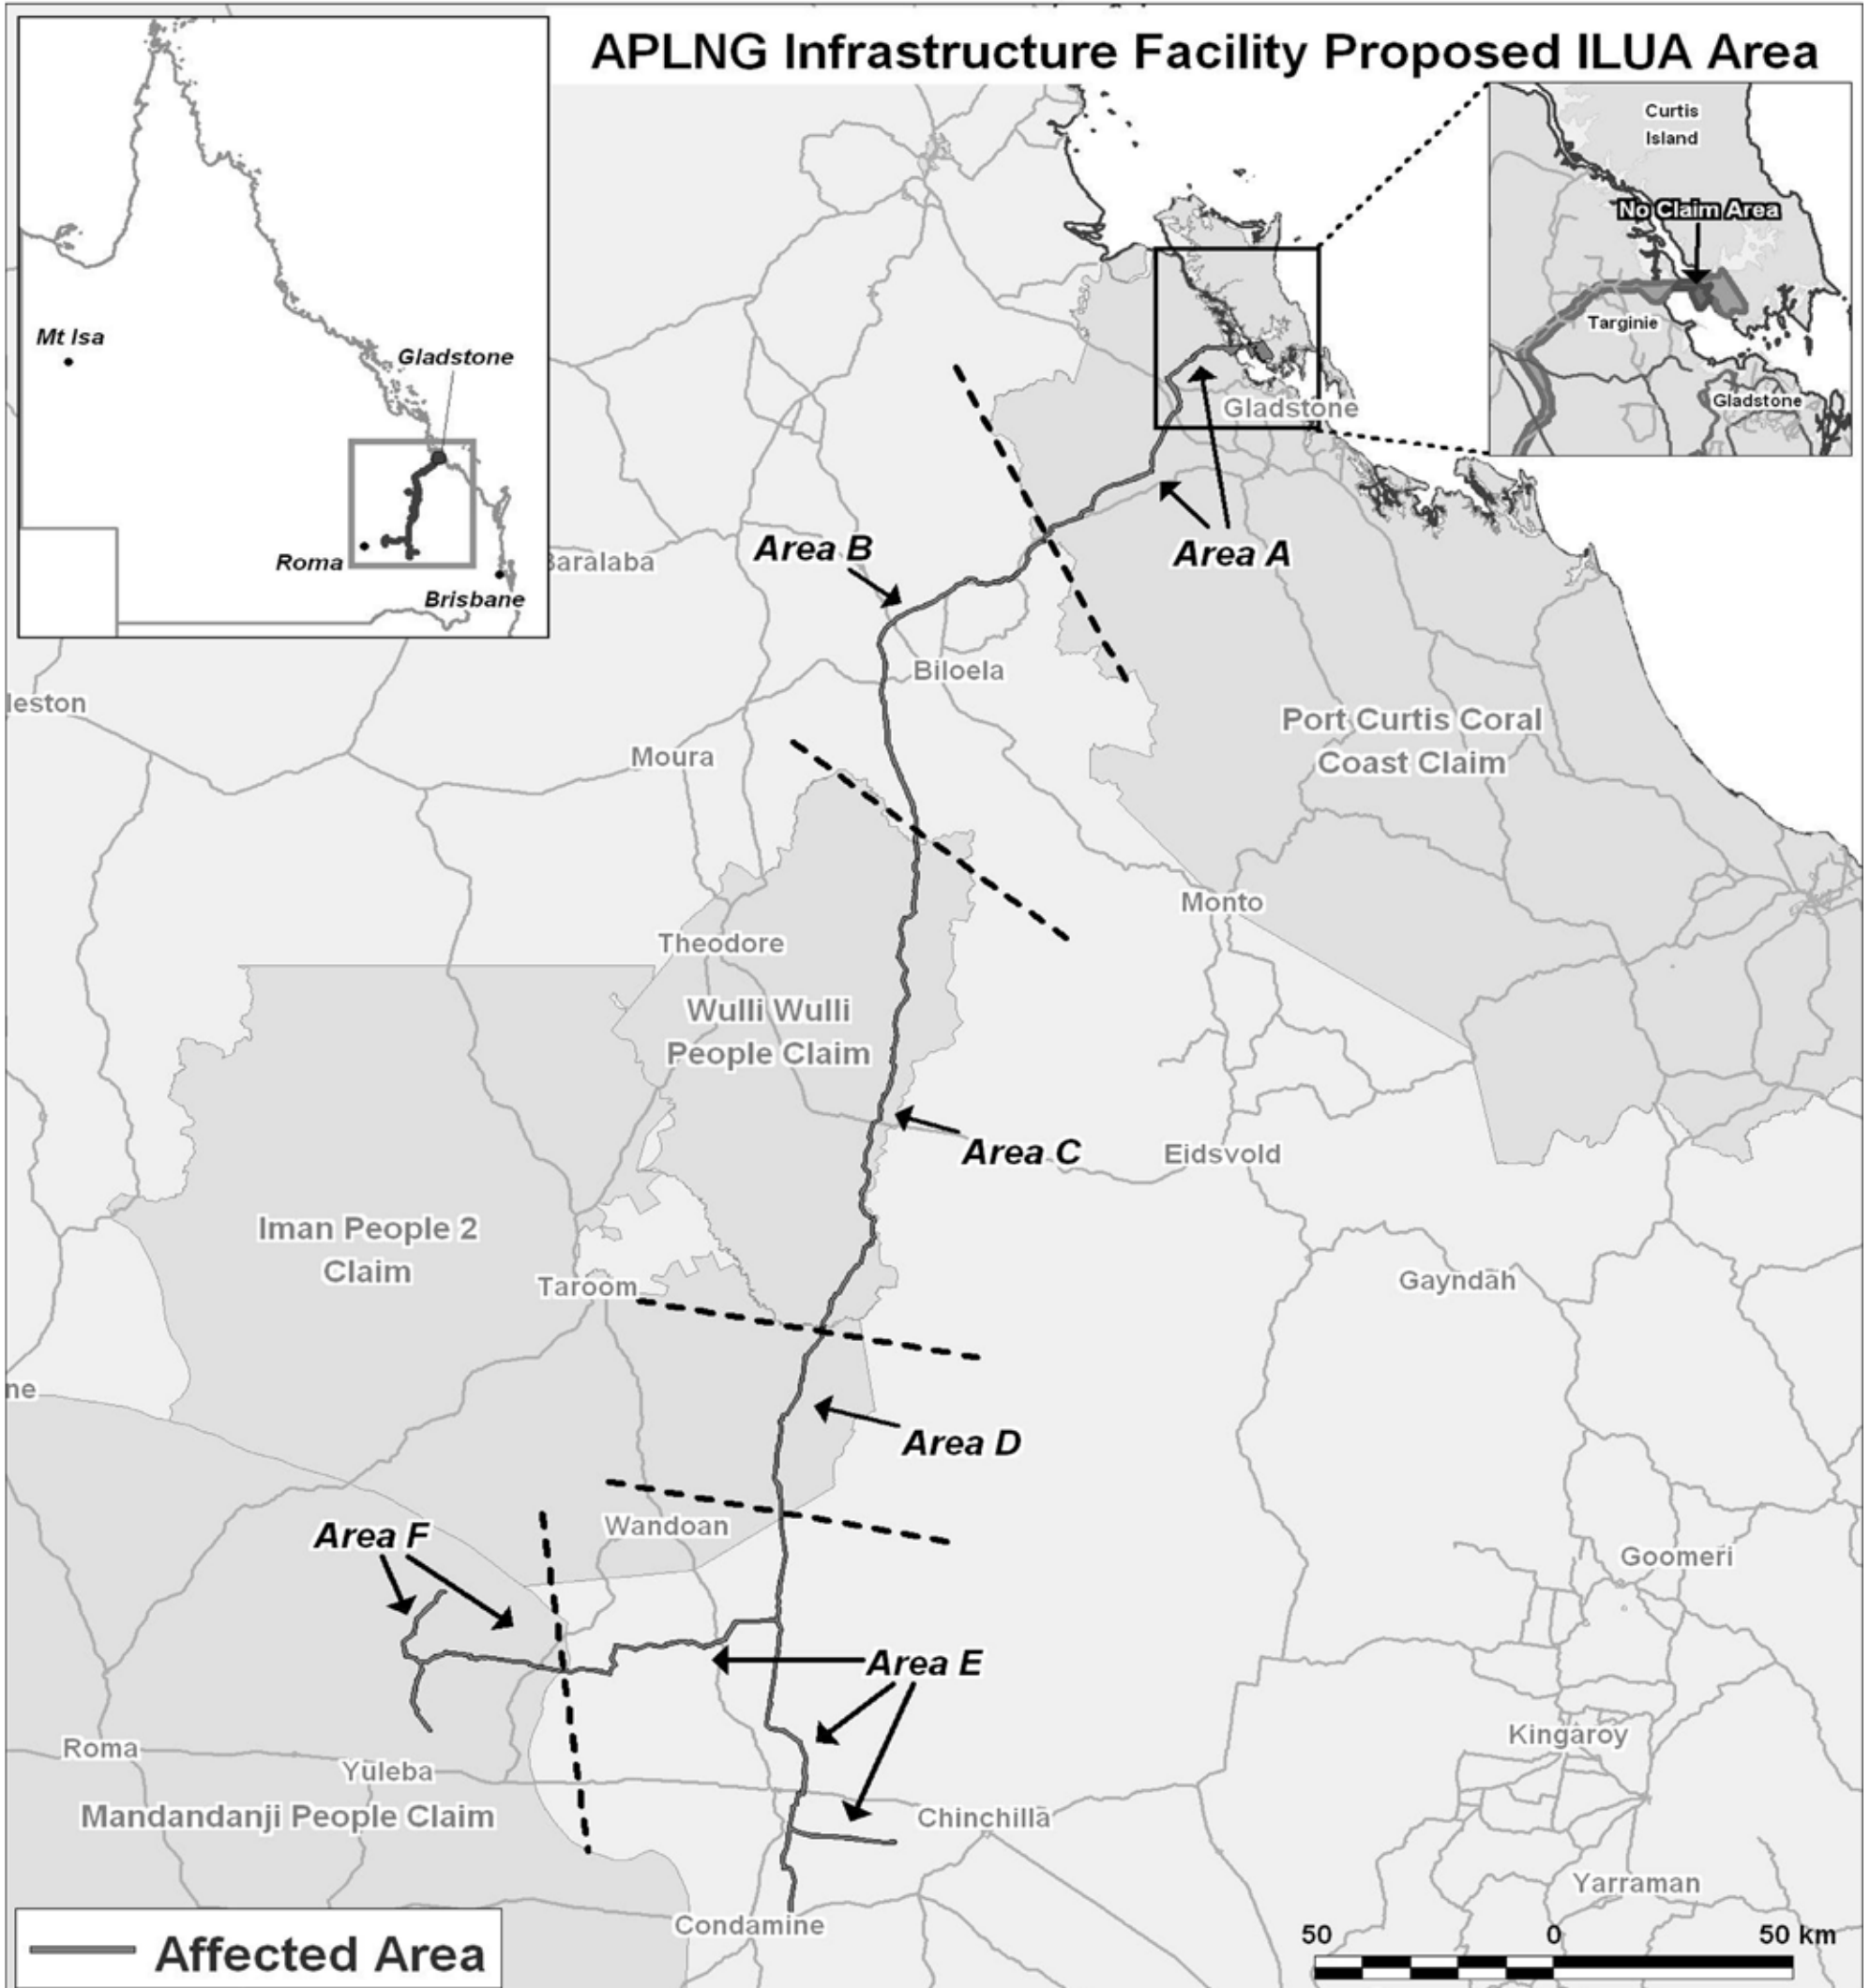 APLNG Infrastructure Facility Proposed ILUA Area
Mt Isa
Gladstone
Roma
Brisbane
Curtis
Island
No Claim Area
Targinie
Gladstone
Gladstone
Area A
Area B
Baralaba
Biloela
leston
Moura
Port Curtis Coral
Coast Claim
Monto
Theodore
Wulli Wulli
People Claim
Area C
Eidsvold
Iman People 2
Claim
Taroom
Gayndah
ne
Area D
Wandoan
Area F
Goomeri
Area E
Kingaroy
Roma
Yuleba
Mandandanji People Claim
Chinchilla
Yarraman
Condamine
Affected Area
50 0 50 km